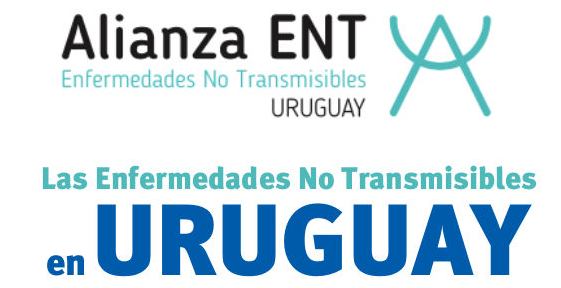 Alianza ENT
Enfermedades No Transmisibles
URUGUAY
Las Enfermedades No Transmisibles
en URUGUAY